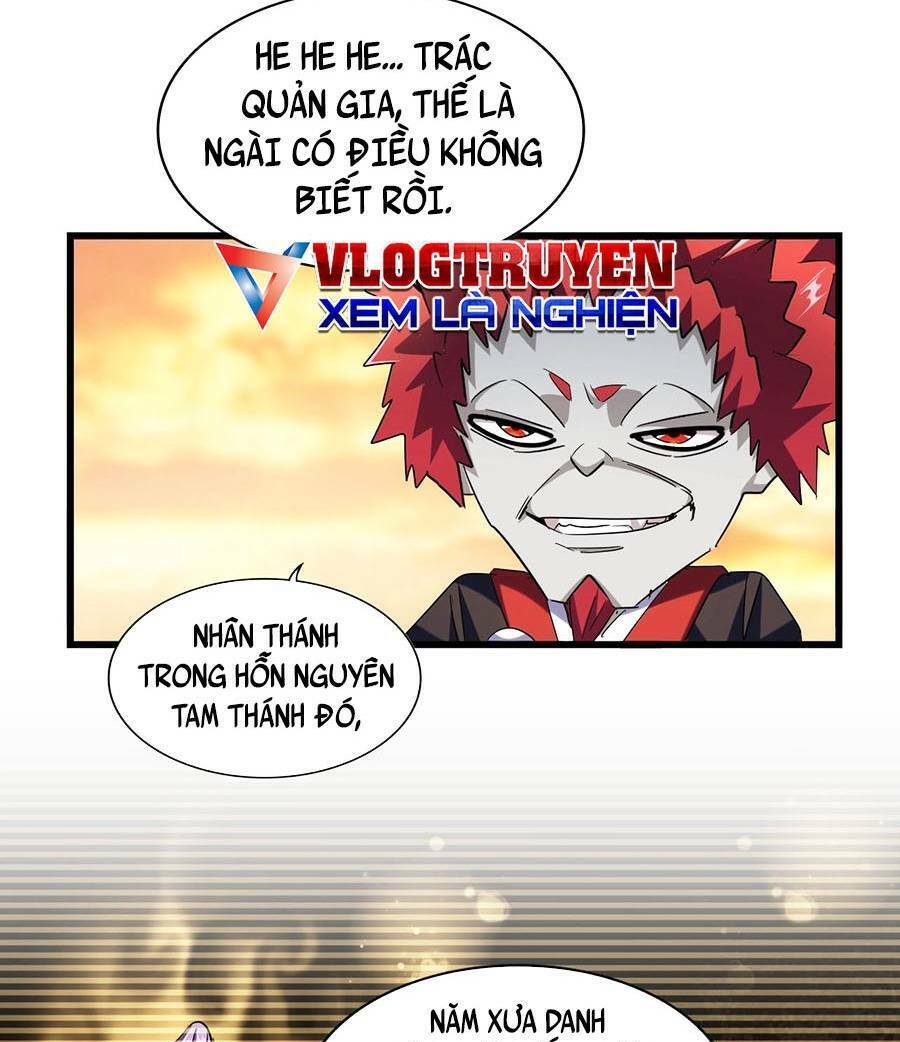 HE HE HE... TRÁC
QUẢN GIA, THẾ LÀ
NGÀI CÓ ĐIỀU KHÔNG
BIẾT RỒI.
VLOGTRUYEN
XEM LÀ NGHIỆN
NHÂN THÁNH
TRONG HỖN NGUYÊN
TAM THÁNH ĐÓ,
NĂM XƯA DANH